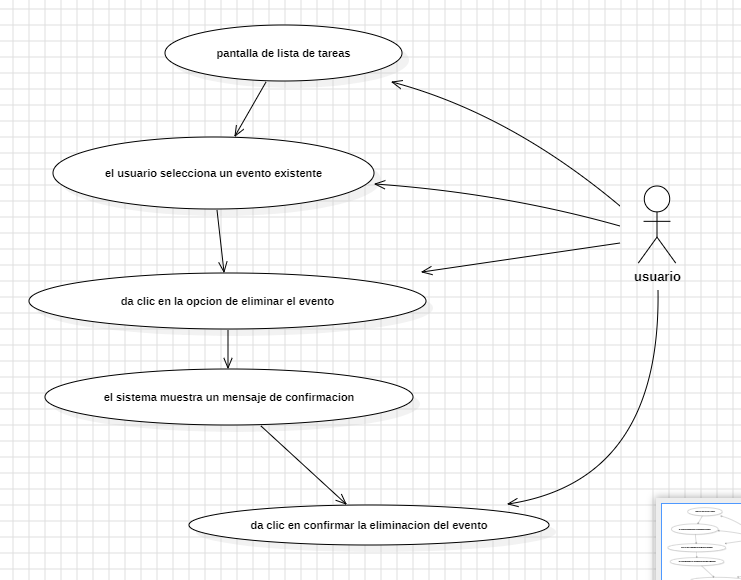 pantalla de lista de tareas
el usuario selecciona un evento existente
usuario
da clic en la opcion de eliminar el evento
el sistema muestra un mensaje de confirmacion
da clic en confirmar la eliminacion del evento